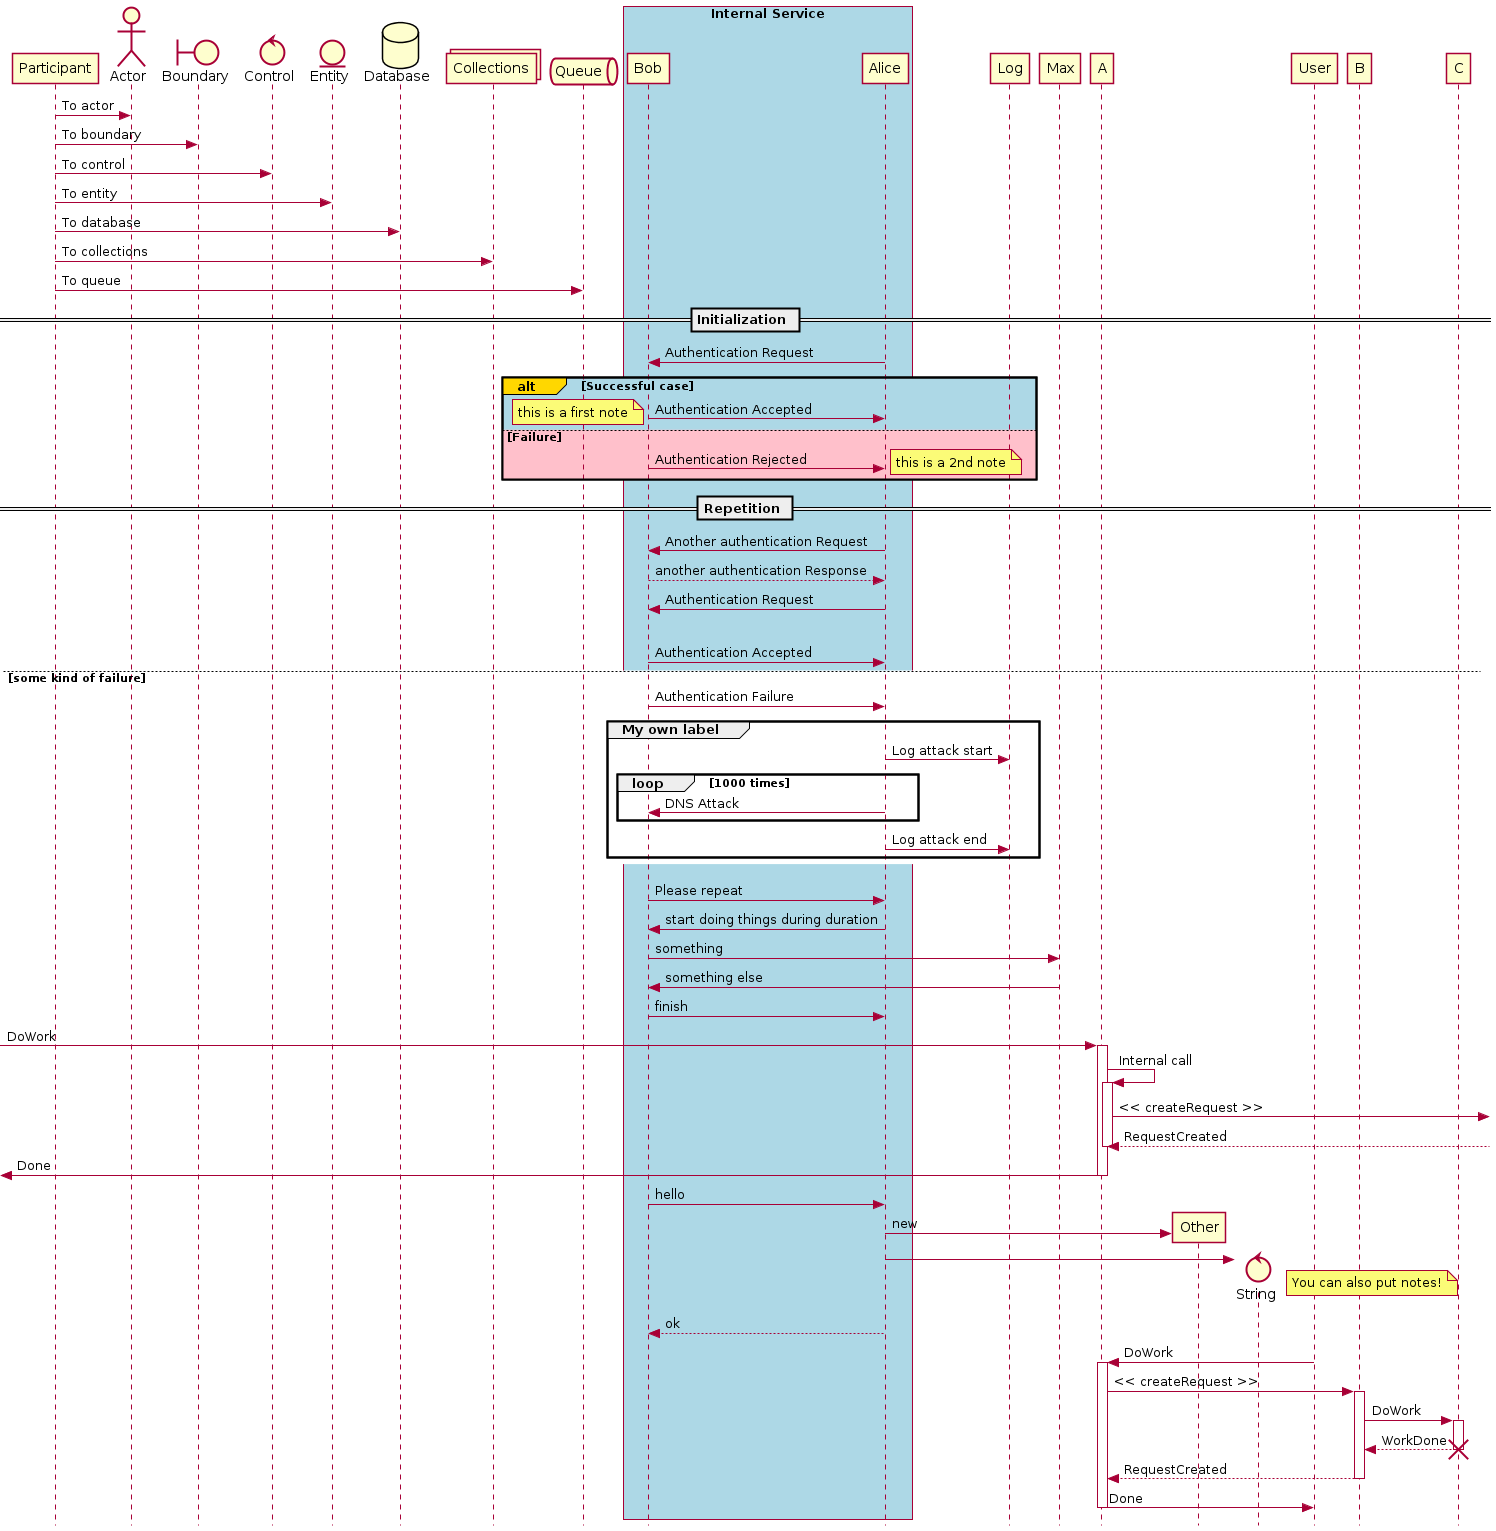 Internal Service
Participant
Actor
Boundary
Control
Entity
Database
Collections
Queue
Bob
Alice
Log
Max
A
User
B
C
To actor
To boundary
To control
To entity
To database
To collections
To queue
Initialization
Authentication Request
alt [Successful case]
this is a first note
Authentication Accepted
[Failure]
Authentication Rejected
this is a 2nd note
Repetition
Another authentication Request
another authentication Response
Authentication Request
Authentication Accepted
[some kind of failure]
Authentication Failure
My own label
Log attack start
loop [1000 times]
DNS Attack
Log attack end
Please repeat
start doing things during duration
something
something else
finish
DoWork
Internal call
<< createRequest >>
RequestCreated
Done
hello
new
Other
String
You can also put notes!
ok
DoWork
<< createRequest >>
DoWork
WorkDone
RequestCreated
Done